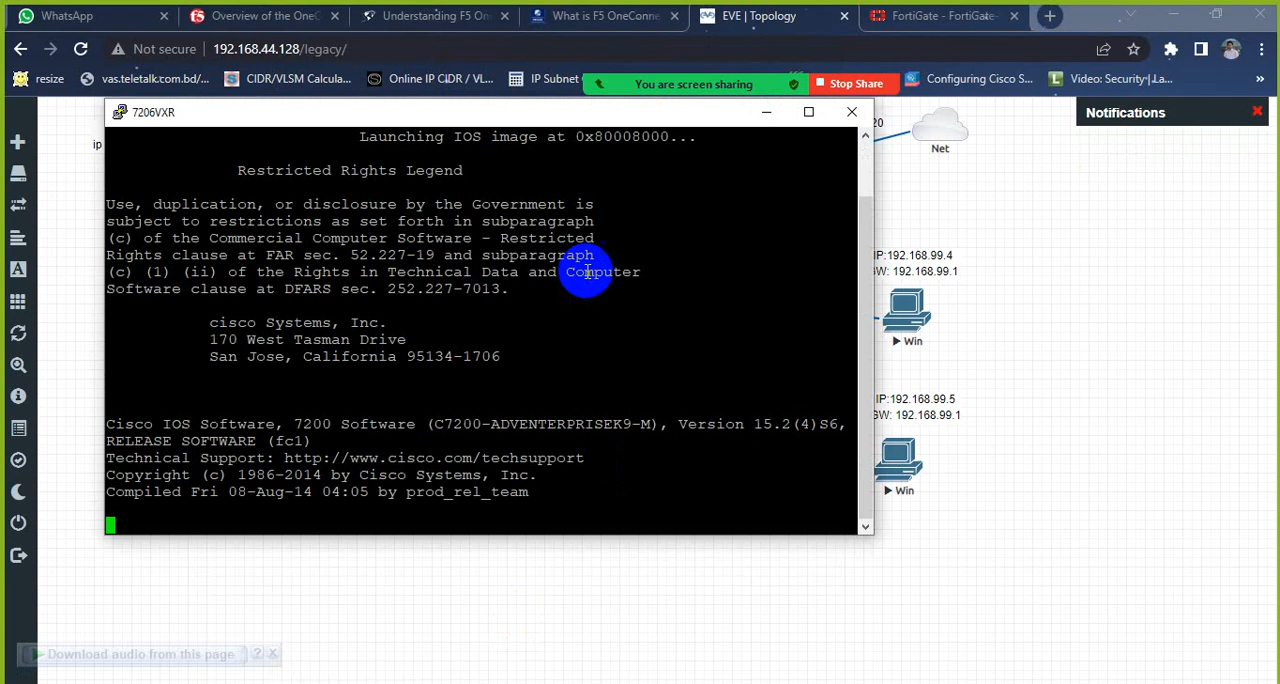 WhatsApp
Overview of the OneC
Understanding F5 On
What is F5 OneConne
EVE | Topology
FortiGate - FortiGate-
Not secure
192.168.44.128/legacy/
resize
vas.teletalk.com.bd/...
CIDR/VLSM Calcula...
Online IP CIDR / VL...
IP Subnet
You are screen sharing
Stop Share
Configuring Cisco S...
Video: Security | La...
»
7206VXR
20
Notifications
ip
Net
Launching IOS image at 0x80008000...
Restricted Rights Legend
Use, duplication, or disclosure by the Government is
subject to restrictions as set forth in subparagraph
(c) of the Commercial Computer Software - Restricted
Rights clause at FAR sec. 52.227-19 and subparagraph
(c) (1) (ii) of the Rights in Technical Data and Computer
Software clause at DFARS sec. 252.227-7013.
cisco Systems, Inc.
170 West Tasman Drive
San Jose, California 95134-1706
Cisco IOS Software, 7200 Software (C7200-ADVENTERPRISEK9-M), Version 15.2(4)S6,
RELEASE SOFTWARE (fc1)
Technical Support: http://www.cisco.com/techsupport
Copyright (c) 1986-2014 by Cisco Systems, Inc.
Compiled Fri 08-Aug-14 04:05 by prod_rel_team
IP: 192.168.99.4
GW: 192.168.99.1
Win
IP: 192.168.99.5
GW: 192.168.99.1
Win
Download audio from this page
? X